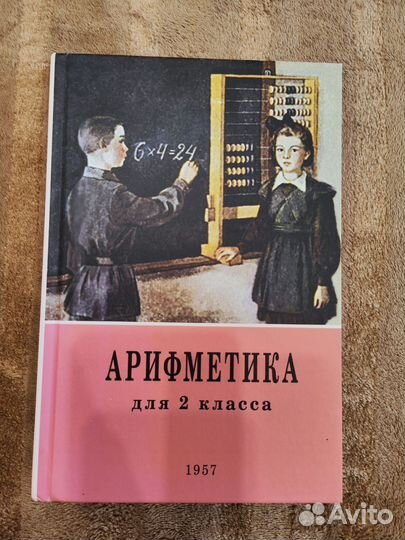 6×4=24
АРИФМЕТИКА
для 2 класса
1957
Avito